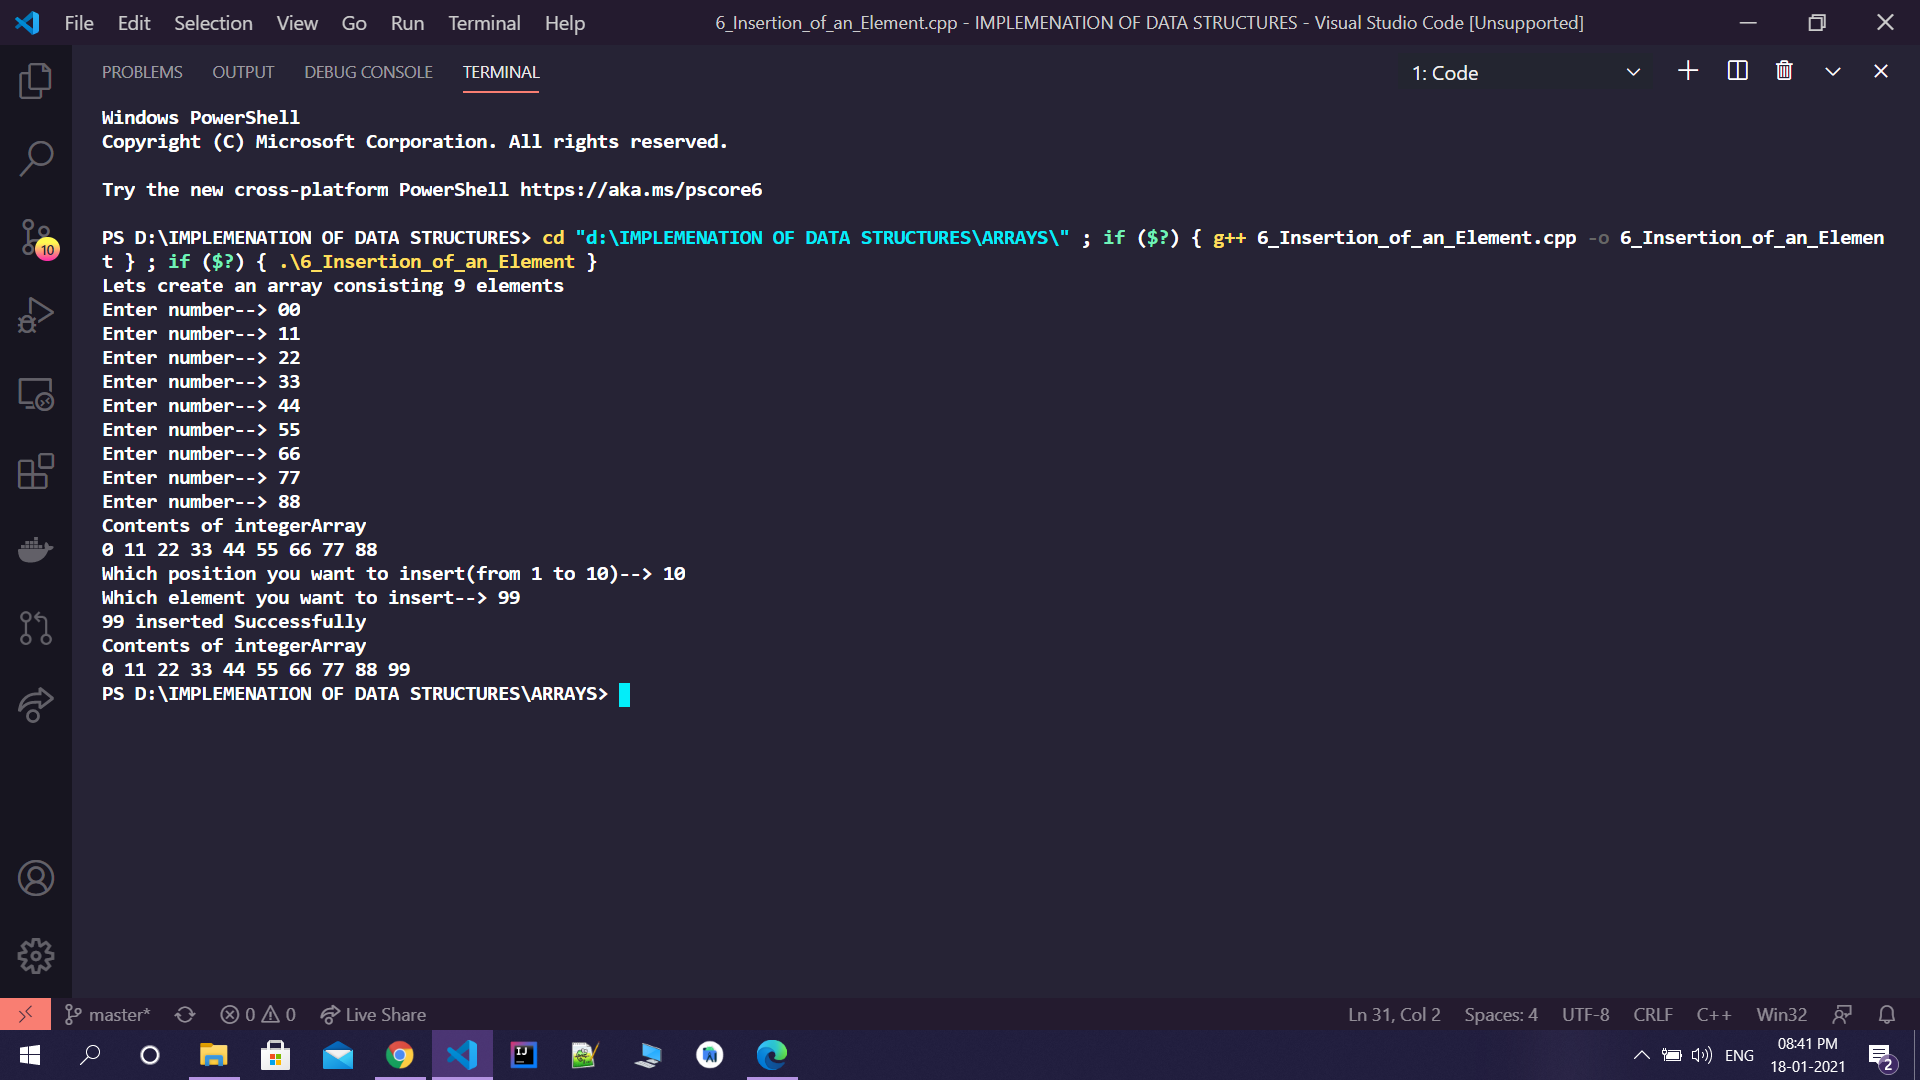 File Edit Selection View Go Run Terminal Help 6_Insertion_of_an_Element.cpp - IMPLEMENATION OF DATA STRUCTURES - Visual Studio Code [Unsupported]
PROBLEMS OUTPUT DEBUG CONSOLE TERMINAL 1: Code
Windows PowerShell
Copyright (C) Microsoft Corporation. All rights reserved.
Try the new cross-platform PowerShell https://aka.ms/pscore6
PS D:\IMPLEMENATION OF DATA STRUCTURES> cd "d:\IMPLEMENATION OF DATA STRUCTURES\ARRAYS\" ; if ($?) { g++ 6_Insertion_of_an_Element.cpp -o 6_Insertion_of_an_Elemen
t } ; if ($?) { .\6_Insertion_of_an_Element }
Lets create an array consisting 9 elements
Enter number--> 00
Enter number--> 11
Enter number--> 22
Enter number--> 33
Enter number--> 44
Enter number--> 55
Enter number--> 66
Enter number--> 77
Enter number--> 88
Contents of integerArray
0 11 22 33 44 55 66 77 88
Which position you want to insert(from 1 to 10)--> 10
Which element you want to insert--> 99
99 inserted Successfully
Contents of integerArray
0 11 22 33 44 55 66 77 88 99
PS D:\IMPLEMENATION OF DATA STRUCTURES\ARRAYS>
10
master* 0 0 Live Share Ln 31, Col 2 Spaces: 4 UTF-8 CRLF C++ Win32
IJ ENG 08:41 PM
18-01-2021 2